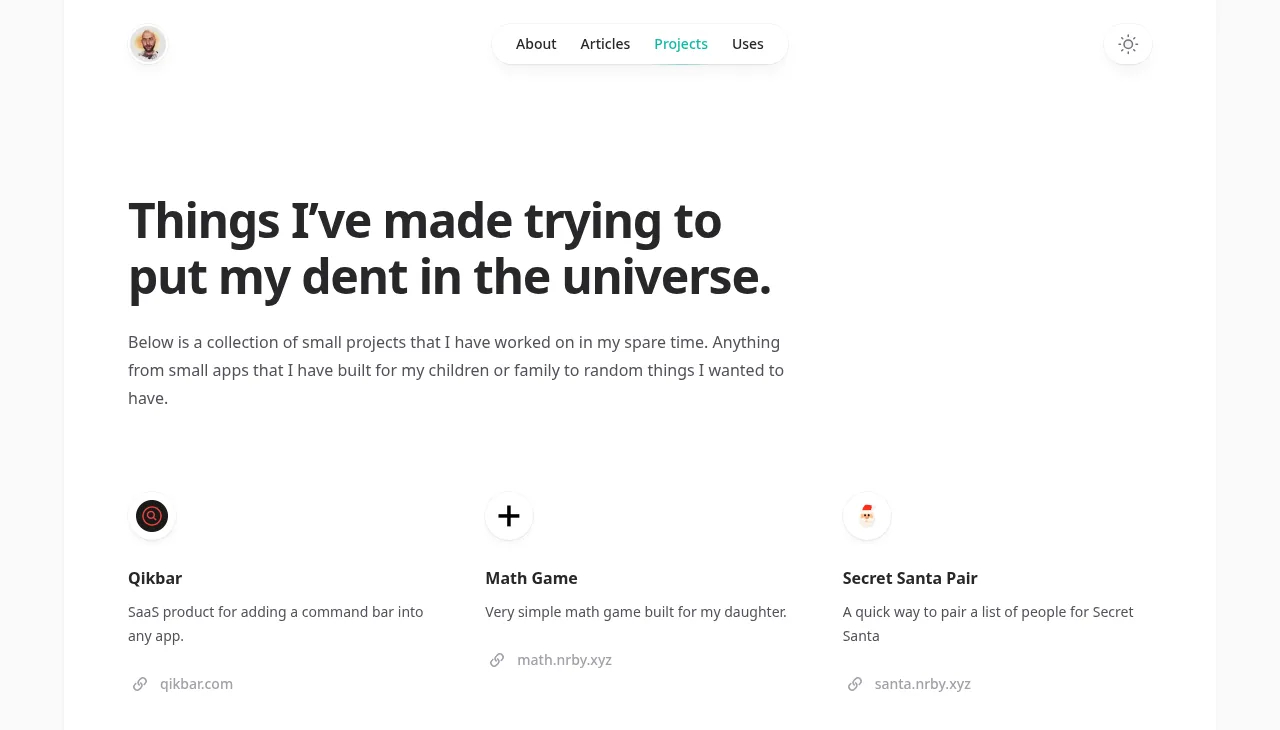 About Articles Projects Uses
Things I’ve made trying to
put my dent in the universe.
Below is a collection of small projects that I have worked on in my spare time. Anything
from small apps that I have built for my children or family to random things I wanted to
have.
Qikbar
SaaS product for adding a command bar into
any app.
qikbar.com
Math Game
Very simple math game built for my daughter.
math.nrby.xyz
Secret Santa Pair
A quick way to pair a list of people for Secret
Santa
santa.nrby.xyz